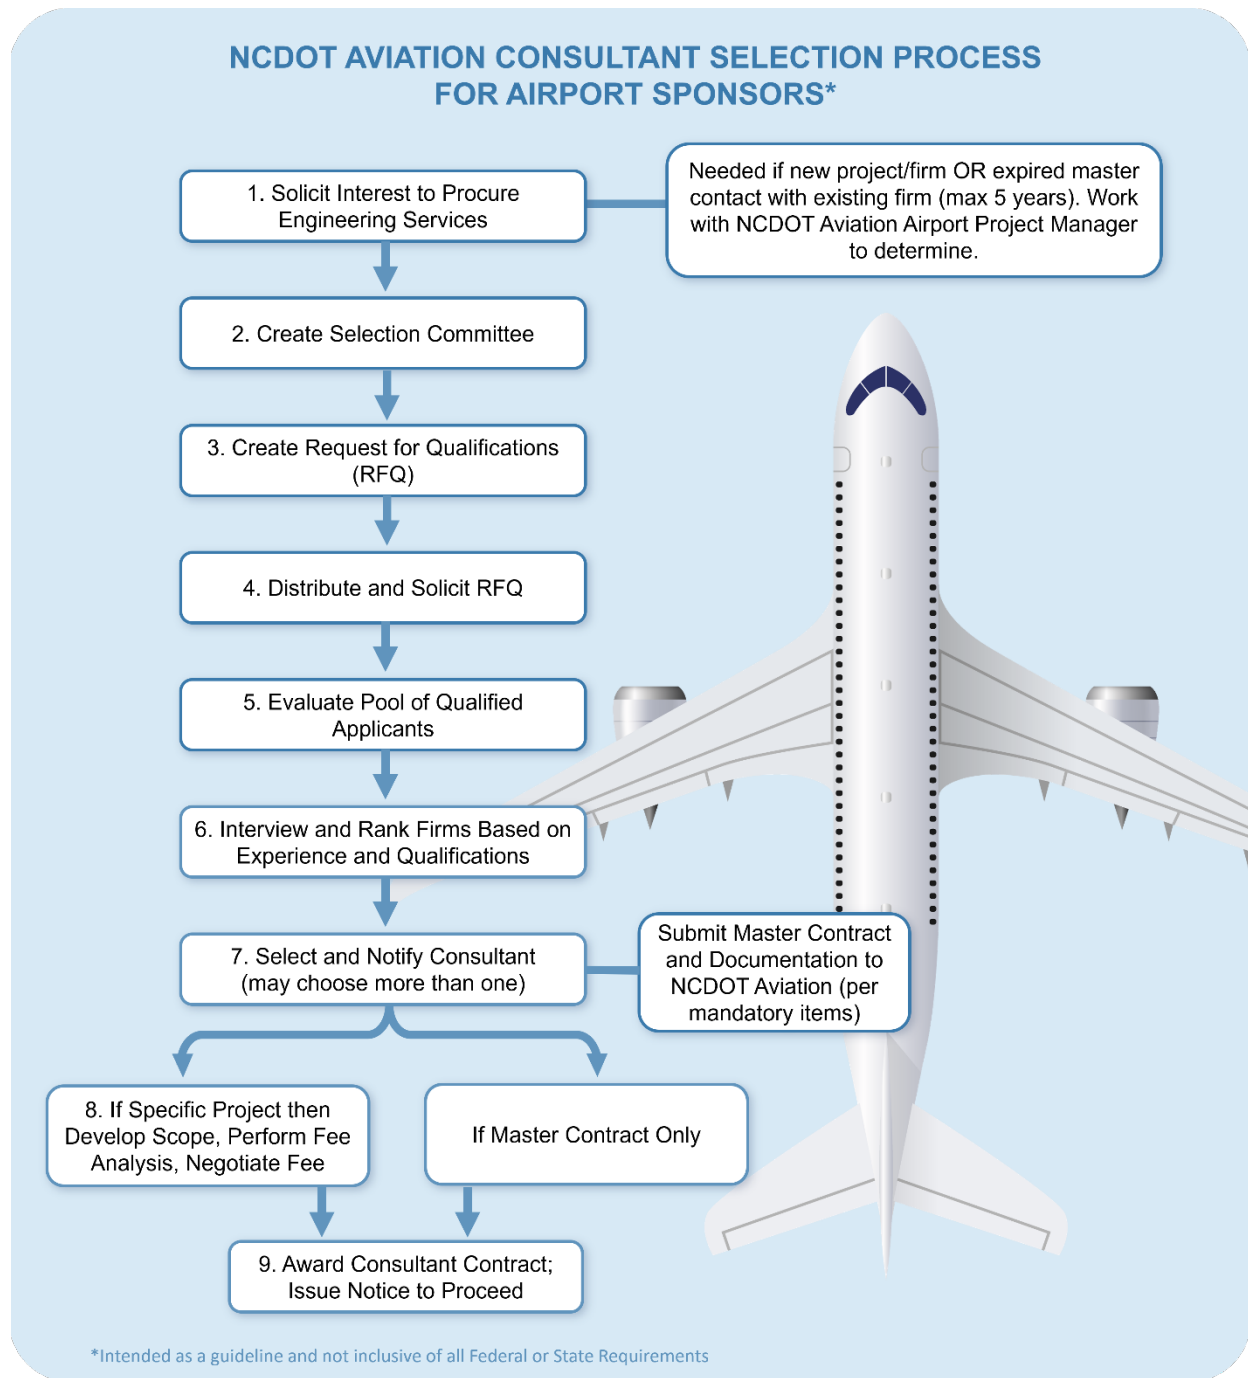 NCDOT AVIATION CONSULTANT SELECTION PROCESS
FOR AIRPORT SPONSORS*
1. Solicit Interest to Procure
Engineering Services
Needed if new project/firm OR expired master
contact with existing firm (max 5 years). Work
with NCDOT Aviation Airport Project Manager
to determine.
2. Create Selection Committee
3. Create Request for Qualifications
(RFQ)
4. Distribute and Solicit RFQ
5. Evaluate Pool of Qualified
Applicants
6. Interview and Rank Firms Based on
Experience and Qualifications
7. Select and Notify Consultant
(may choose more than one)
Submit Master Contract
and Documentation to
NCDOT Aviation (per
mandatory items)
8. If Specific Project then
Develop Scope, Perform Fee
Analysis, Negotiate Fee
If Master Contract Only
9. Award Consultant Contract;
Issue Notice to Proceed
*Intended as a guideline and not inclusive of all Federal or State Requirements